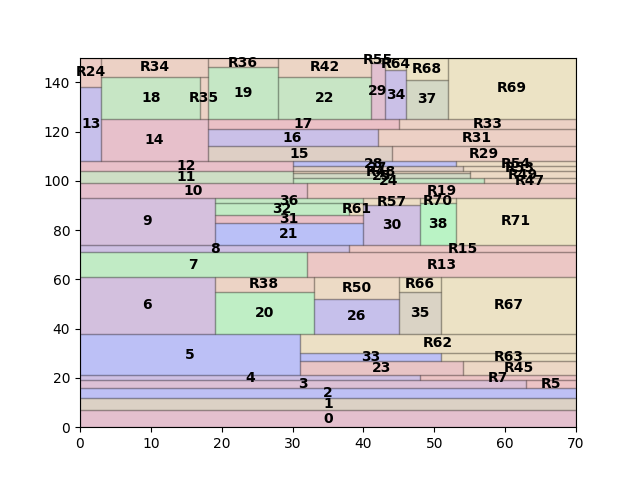 R55
R24 R34 R36 R42 R64 R68
140
R69
18 R35 19 22 29 34 37
13
120 17 R33
14 16 R31
15 R29
12 28 R54
100 11 24 R47
10 R19
36 R57 R70
32 R61
80 9 31 30 38 R71
21
8 R15
7 R13
60 R38 R50 R66
6 20 26 35 R67
40
R62
5 33 R63
23 R45
20 4 R7
3 R5
2
1
0
0
0 10 20 30 40 50 60 70